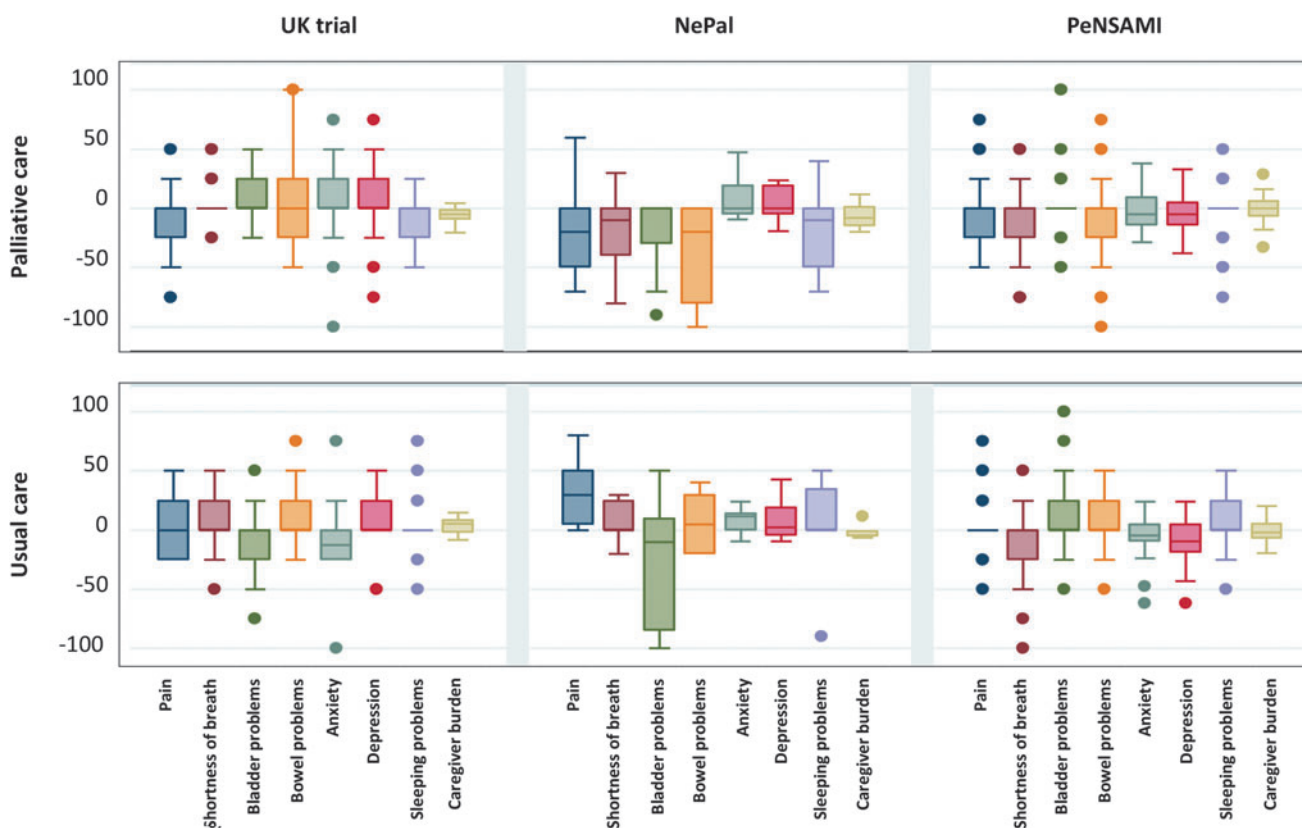 UK trial
NePal
PeNSAMI
Palliative care
100
50
0
-50
-100
Usual care
100
50
0
-50
-100
Pain
Shortness of breath
Bladder problems
Bowel problems
Anxiety
Depression
Sleeping problems
Caregiver burden
Pain
Shortness of breath
Bladder problems
Bowel problems
Anxiety
Depression
Sleeping problems
Caregiver burden
Pain
Shortness of breath
Bladder problems
Bowel problems
Anxiety
Depression
Sleeping problems
Caregiver burden